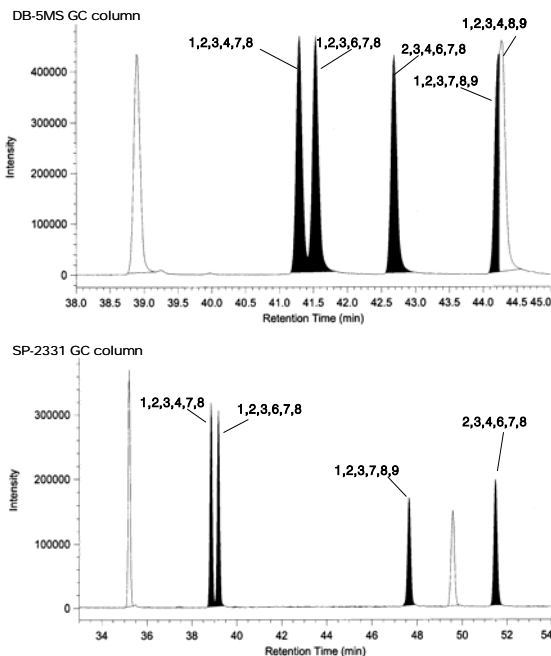 DB-5MS GC column
1,2,3,4,8,9
1,2,3,4,7,8 1,2,3,6,7,8 2,3,4,6,7,8
1,2,3,7,8,9
400000
300000
200000
100000
0
Intensity
38.0 38.5 39.5 40.0 40.5 41.0 41.5 42.0 42.5 43.0 43.5 44.0 44.5 45.0
Retention Time (min)
SP-2331 GC column
1,2,3,4,7,8 1,2,3,6,7,8 2,3,4,6,7,8
1,2,3,7,8,9
300000
200000
100000
0
Intensity
34 36 38 40 42 44 46 48 50 52 54
Retention Time (min)